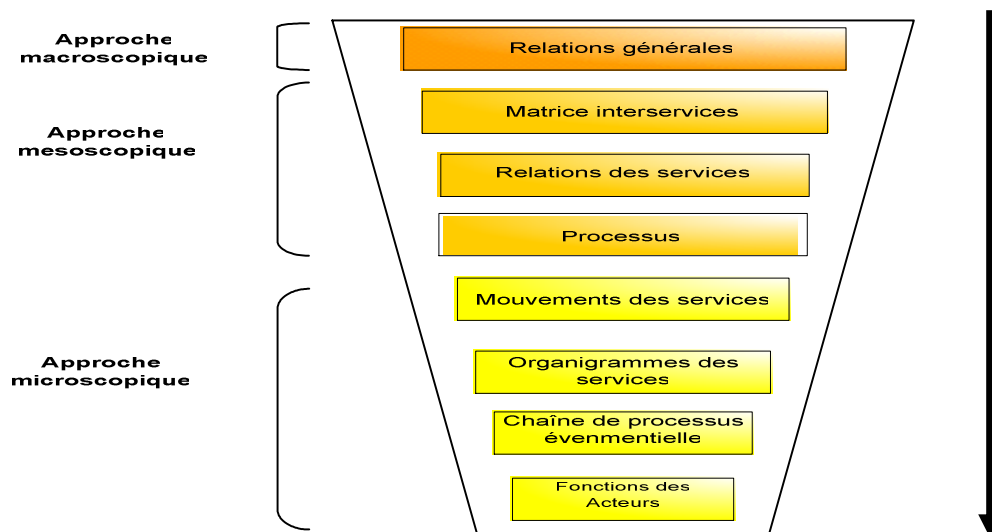 Approche
macroscopique
Relations générales
Approche
mesoscopique
Matrice interservices
Relations des services
Processus
Approche
microscopique
Mouvements des services
Organigrammes des
services
Chaîne de processus
évenmentielle
Fonctions des
Acteurs